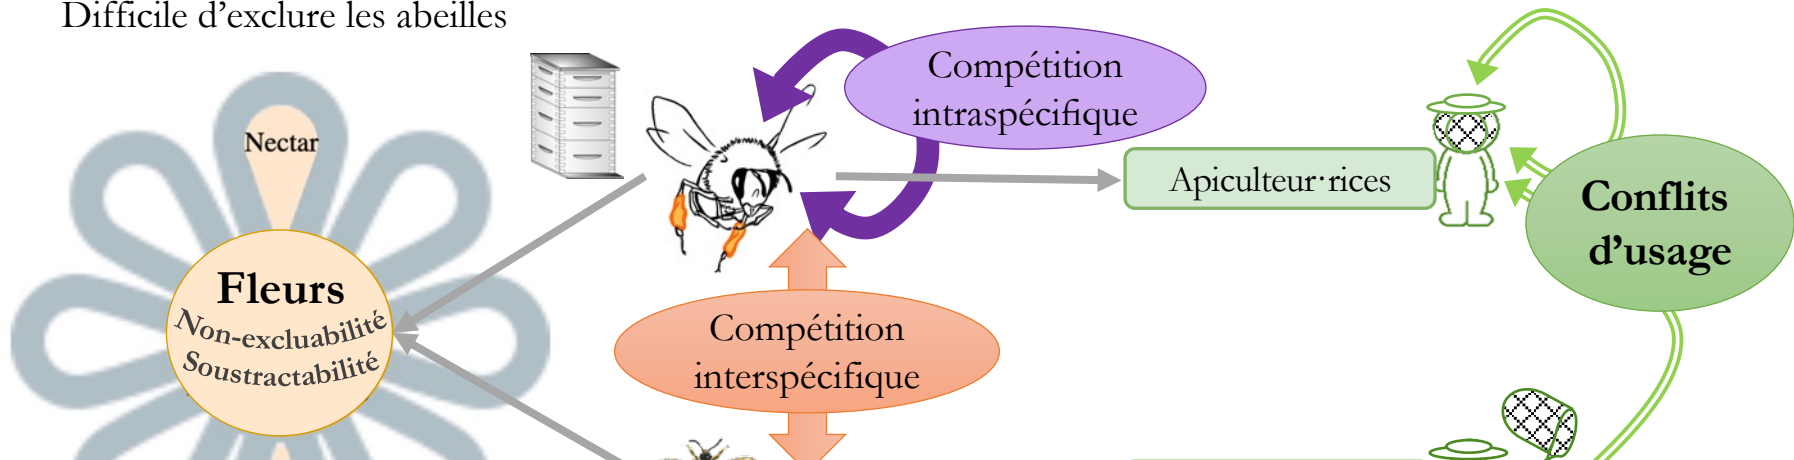 Difficile d'exclure les abeilles
Nectar
Fleurs
Non-excluabilité
Soustractabilité
Compétition
intraspécifique
Compétition
interspécifique
Apiculteur·rices
Conflits
d'usage